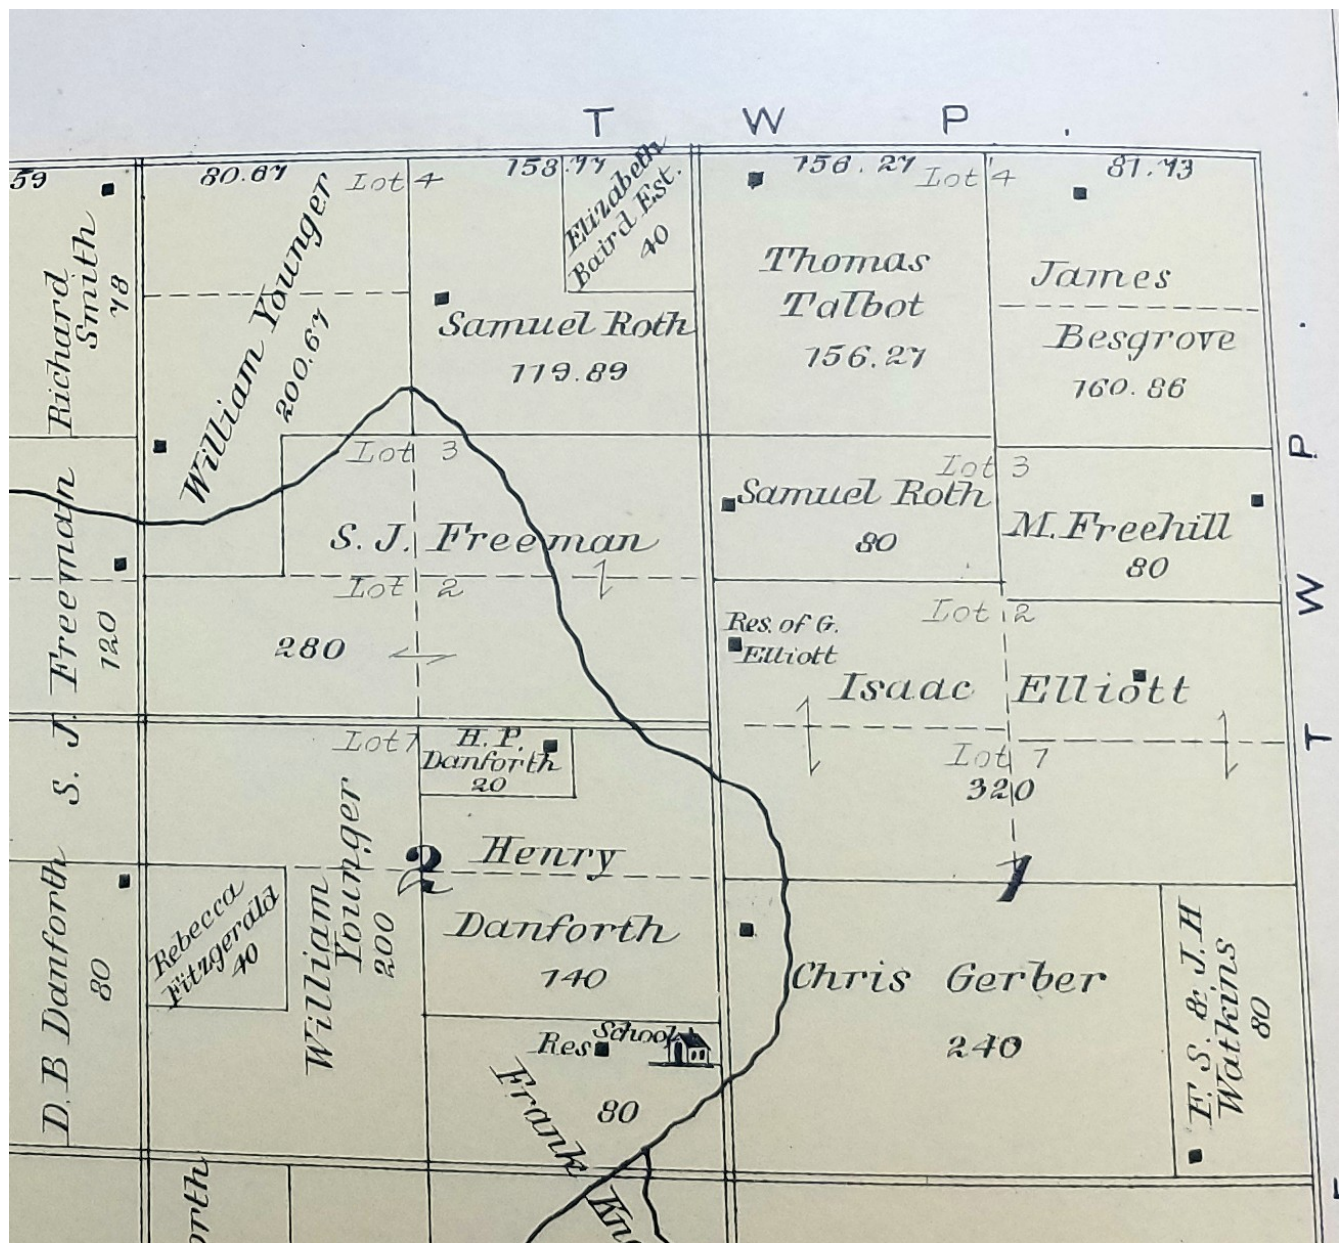 T W P .
59
80.67
Lot 4
158.77
156.27
Lot 4
81.73
Richard
Smith
78
William Younger
200.67
Elizabeth
Baird Est.
40
Samuel Roth
119.89
Thomas
Talbot
156.27
James
Besgrove
160.86
Lot 3
S. J. Freeman
Lot 2
280
Lot 3
Samuel Roth
80
M. Freehill
80
S. J. Freeman
120
Lot 2
Res. of G.
Elliott
Isaac Elliott
Lot 1
320
T W P
Lot 1
H. P.
Danforth
20
William
Younger
200
2
Henry
Danforth
140
1
D. B Danforth
80
Rebecca
Fitzgerald
40
Chris Gerber
240
F. S. & J. H
Watkins
80
Res
School
Frank
80
orth